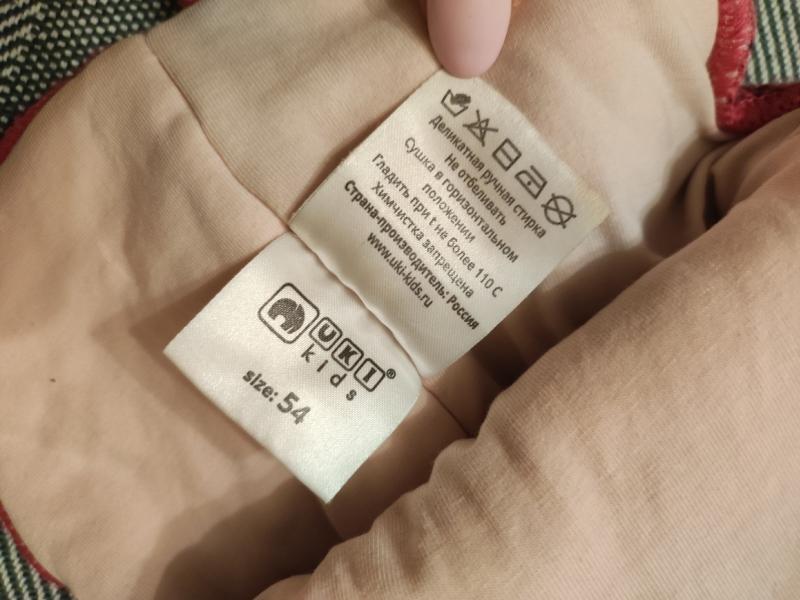 Деликатная ручная стирка
Не отбеливать
Сушка в горизонтальном
положении
Гладить при t не более 110 С
Химчистка запрещена
Страна-производитель: Россия
www.uki-kids.ru
UKI®
kids
size: 54